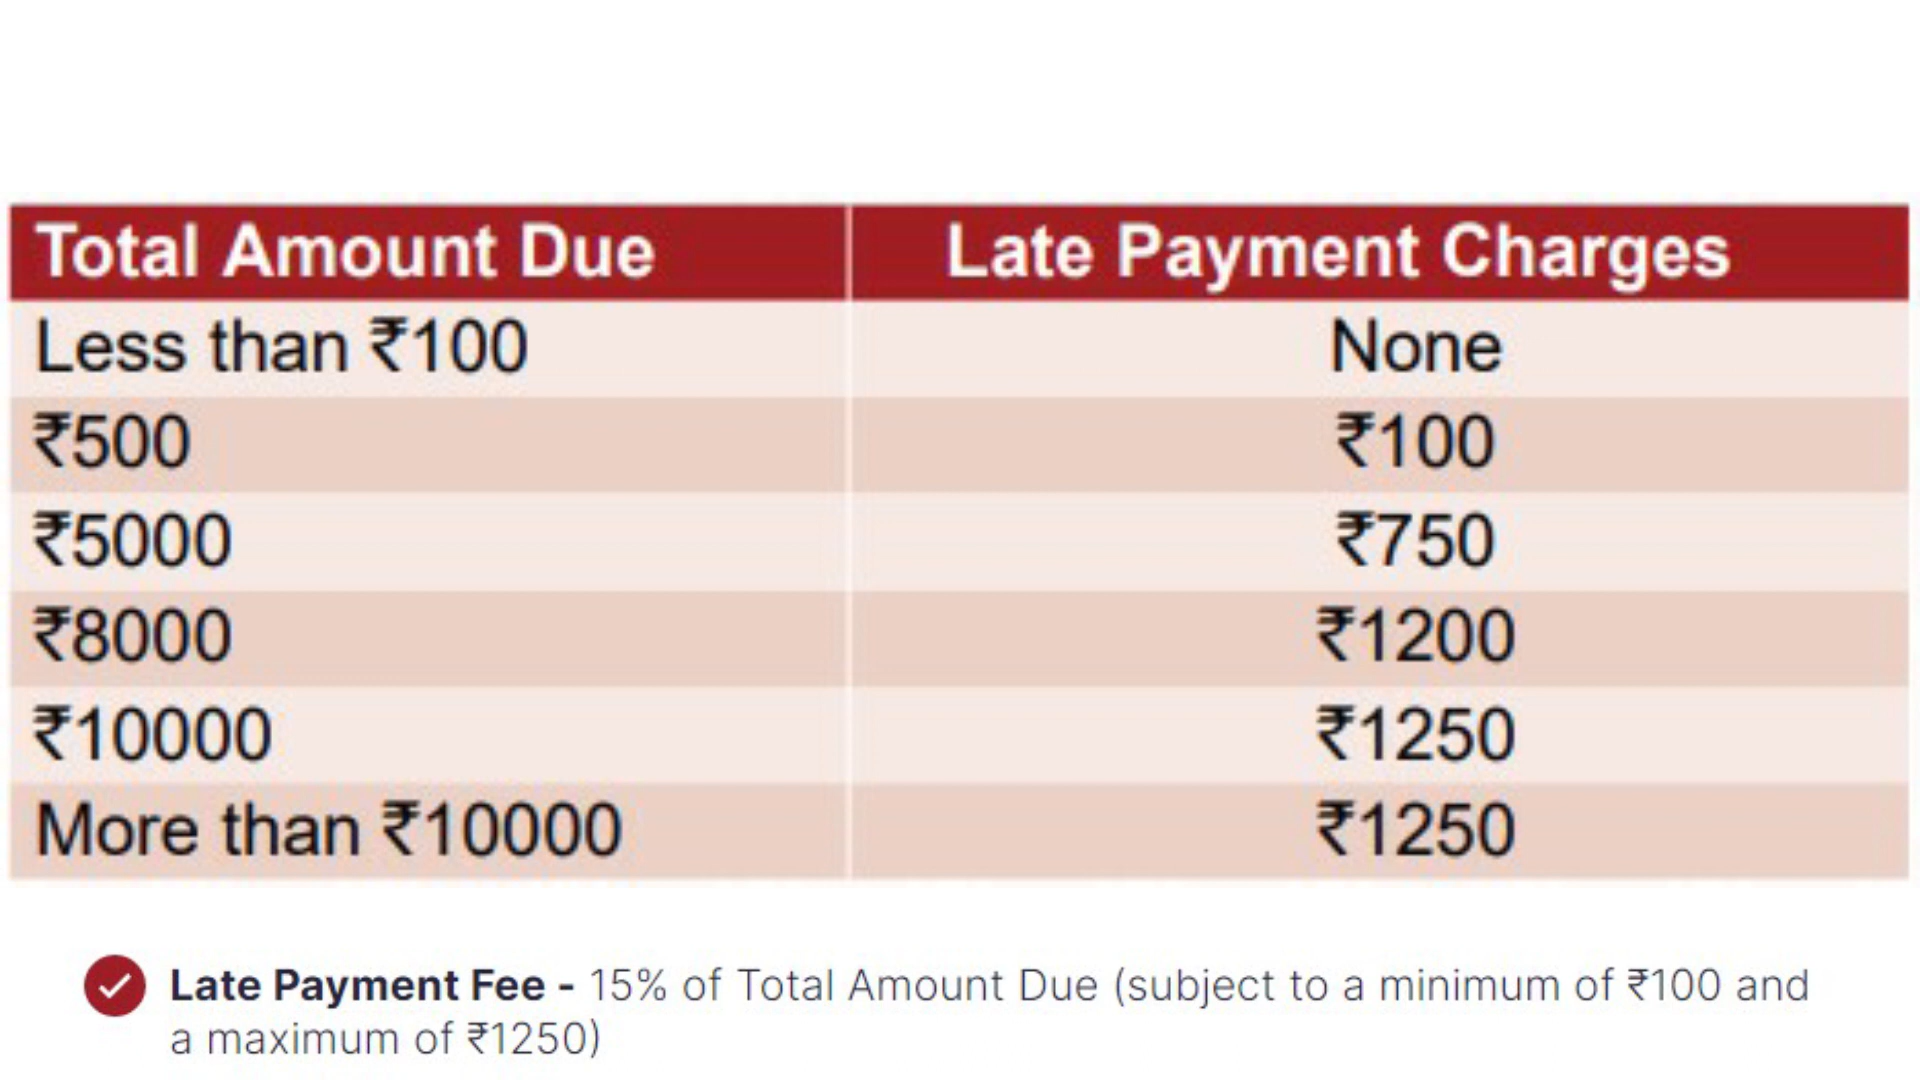 Total Amount Due Late Payment Charges
Less than ₹100 None
₹500 ₹100
₹5000 ₹750
₹8000 ₹1200
₹10000 ₹1250
More than ₹10000 ₹1250
Late Payment Fee - 15% of Total Amount Due (subject to a minimum of ₹100 and
a maximum of ₹1250)